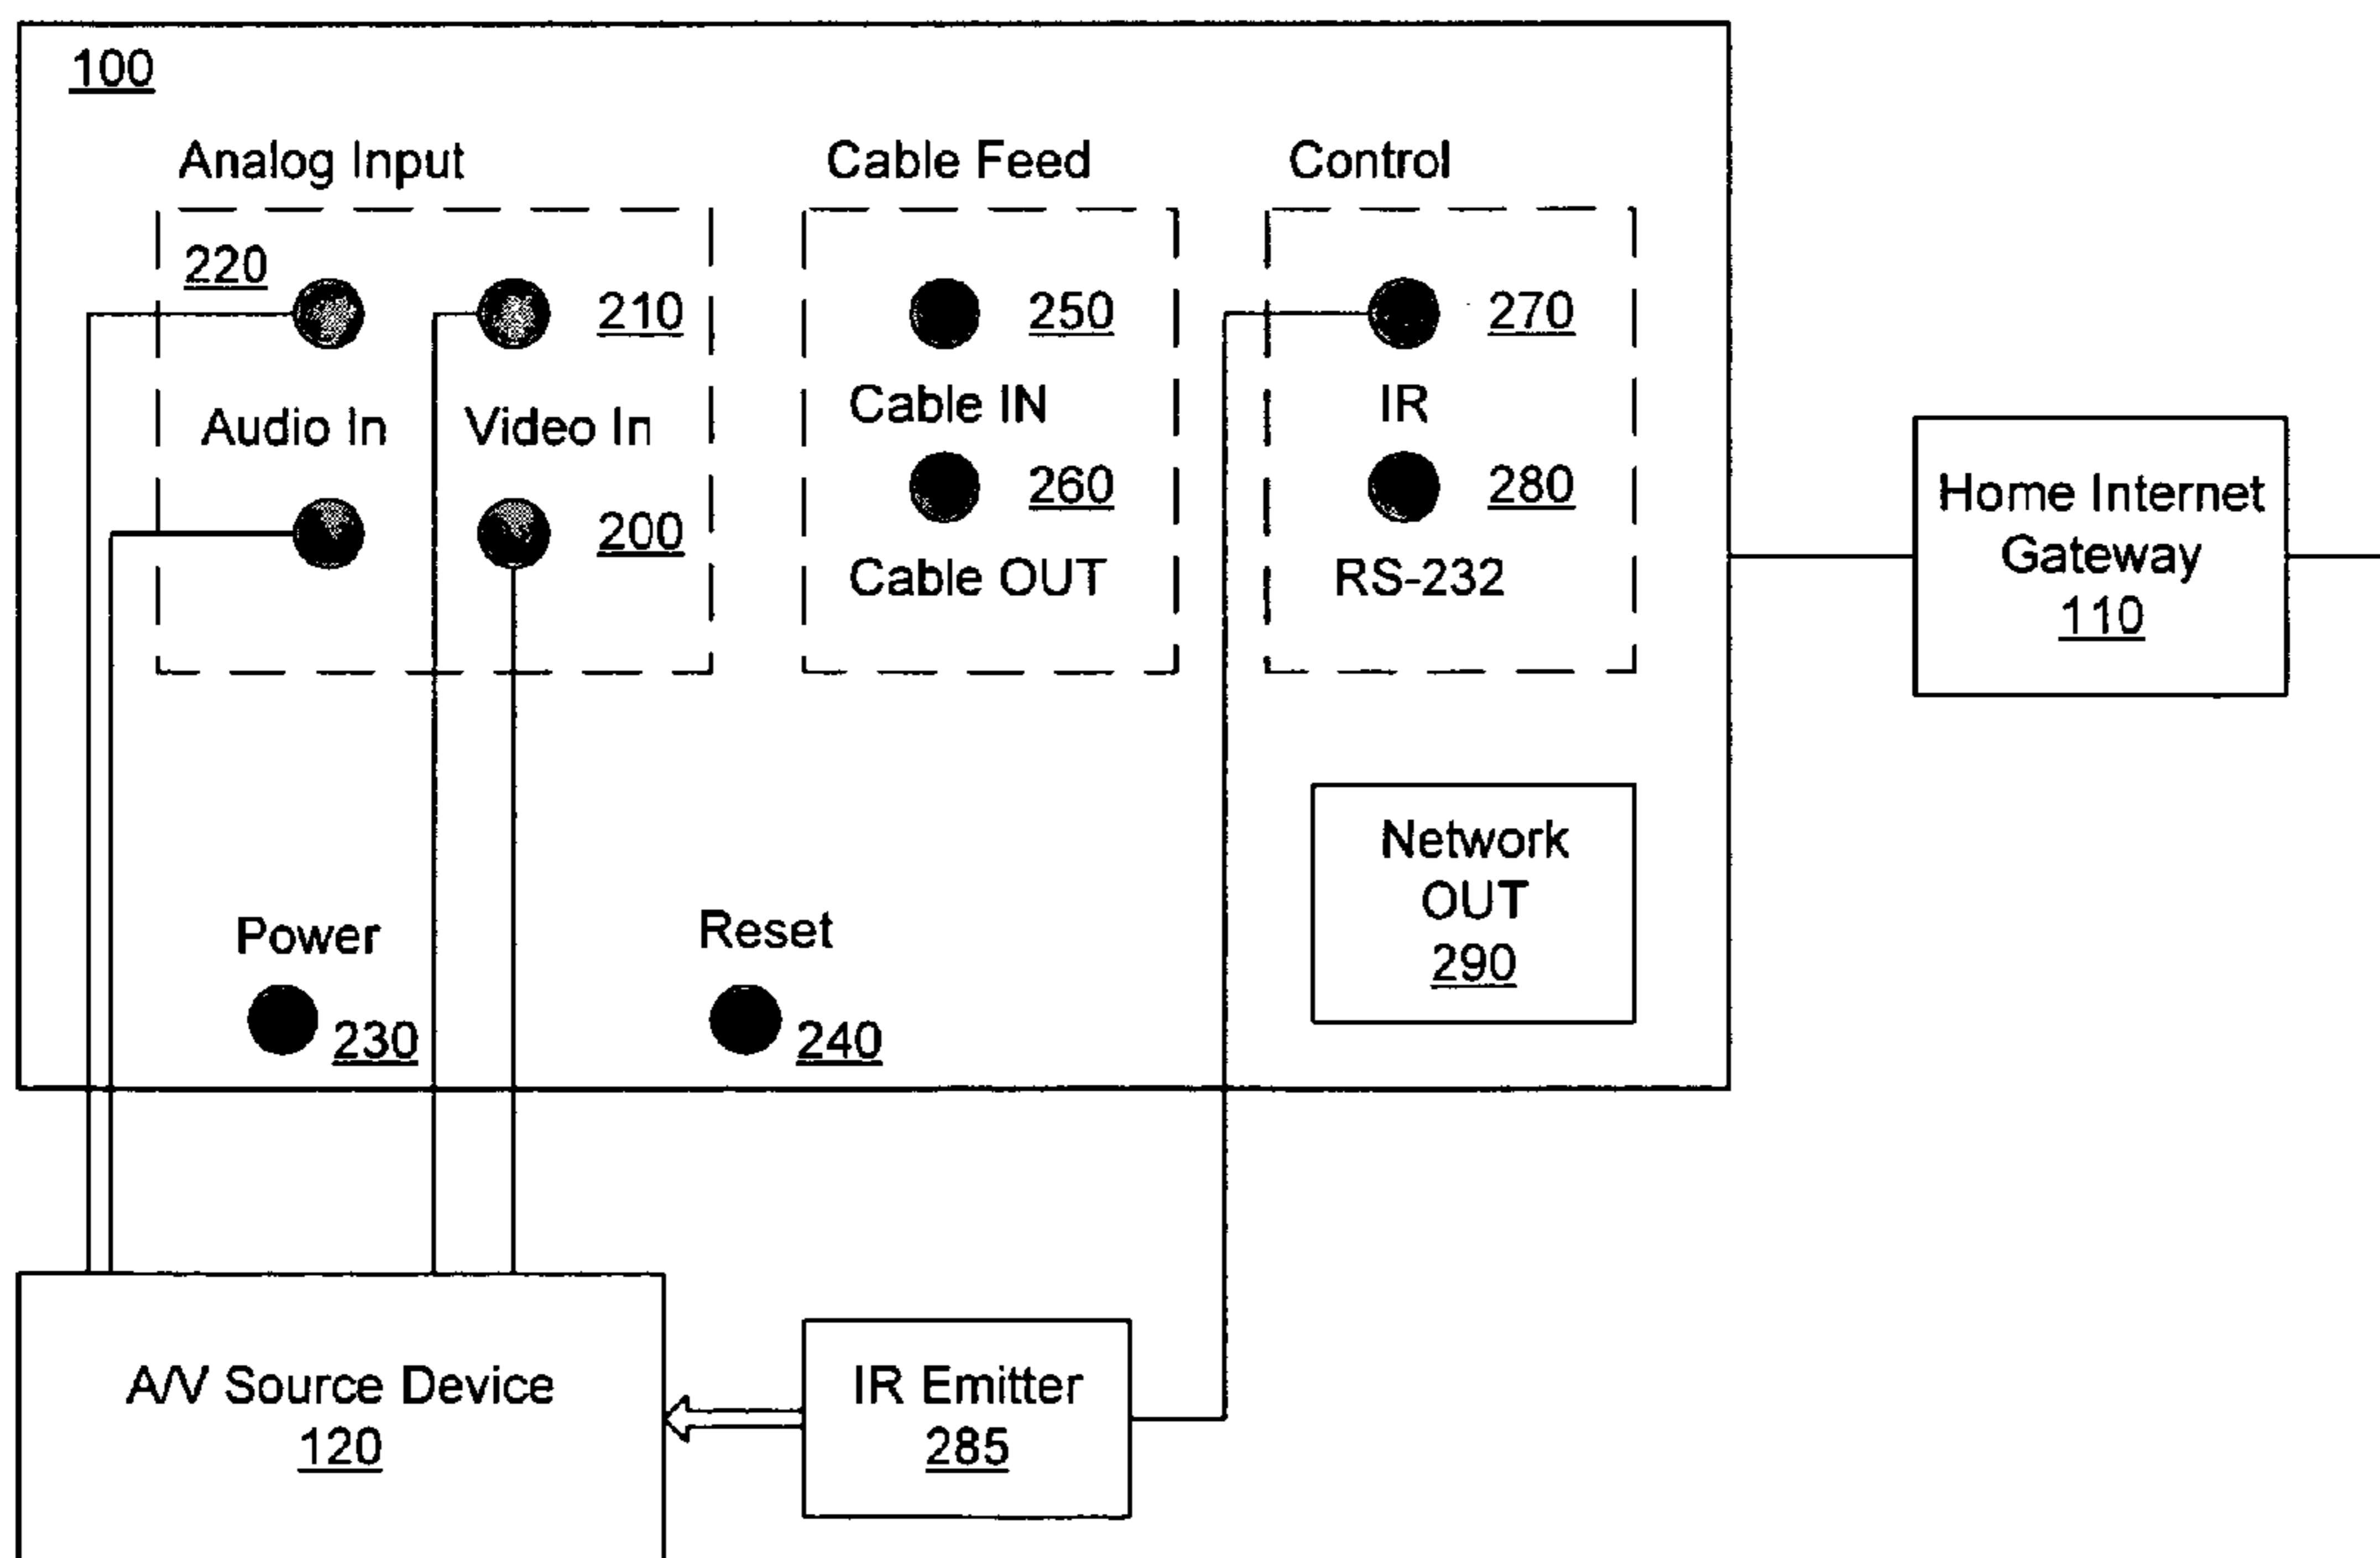 100
Analog Input
Cable Feed
Control
220
210
250
270
Audio In
Video In
Cable IN
IR
200
260
280
Cable OUT
RS-232
Home Internet
Gateway
110
Network
OUT
290
Power
Reset
230
240
A/V Source Device
120
IR Emitter
285